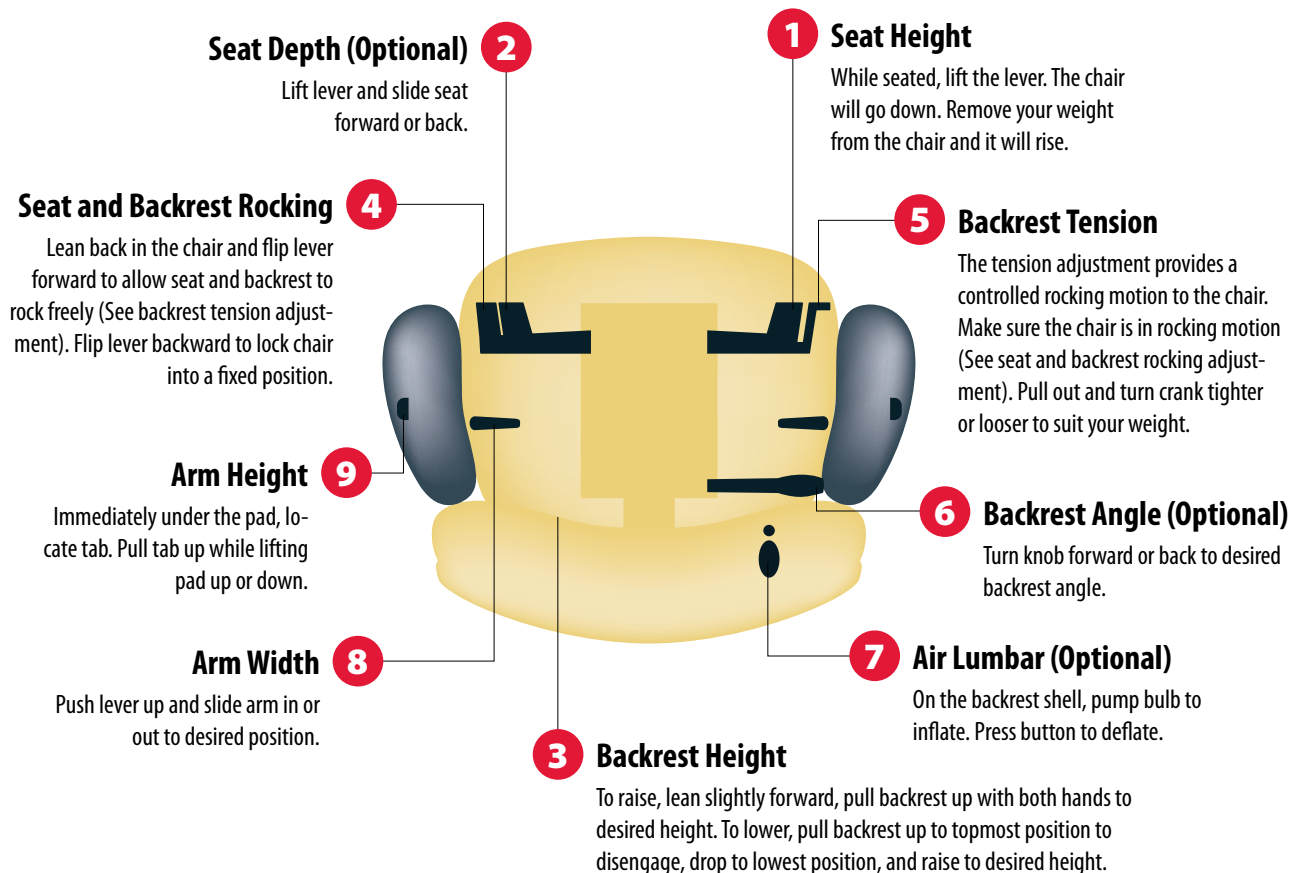 1
Seat Height
While seated, lift the lever. The chair
will go down. Remove your weight
from the chair and it will rise.
2
Seat Depth (Optional)
Lift lever and slide seat
forward or back.
4
Seat and Backrest Rocking
Lean back in the chair and flip lever
forward to allow seat and backrest to
rock freely (See backrest tension adjust-
ment). Flip lever backward to lock chair
into a fixed position.
5
Backrest Tension
The tension adjustment provides a
controlled rocking motion to the chair.
Make sure the chair is in rocking motion
(See seat and backrest rocking adjust-
ment). Pull out and turn crank tighter
or looser to suit your weight.
9
Arm Height
Immediately under the pad, lo-
cate tab. Pull tab up while lifting
pad up or down.
6
Backrest Angle (Optional)
Turn knob forward or back to desired
backrest angle.
8
Arm Width
Push lever up and slide arm in or
out to desired position.
7
Air Lumbar (Optional)
On the backrest shell, pump bulb to
inflate. Press button to deflate.
3
Backrest Height
To raise, lean slightly forward, pull backrest up with both hands to
desired height. To lower, pull backrest up to topmost position to
disengage, drop to lowest position, and raise to desired height.